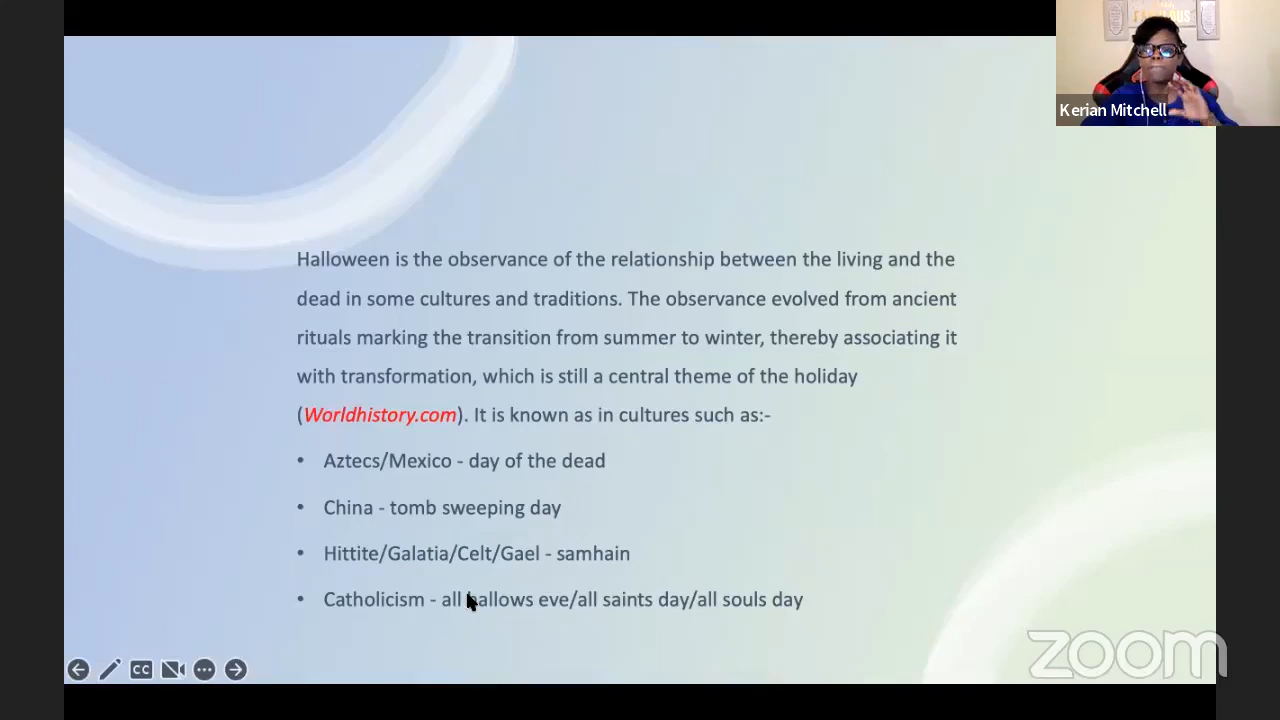 Kerian Mitchell
Halloween is the observance of the relationship between the living and the
dead in some cultures and traditions. The observance evolved from ancient
rituals marking the transition from summer to winter, thereby associating it
with transformation, which is still a central theme of the holiday
(Worldhistory.com). It is known as in cultures such as:-
• Aztecs/Mexico - day of the dead
• China - tomb sweeping day
• Hittite/Galatia/Celt/Gael - samhain
• Catholicism - all hallows eve/all saints day/all souls day
CC
zoom